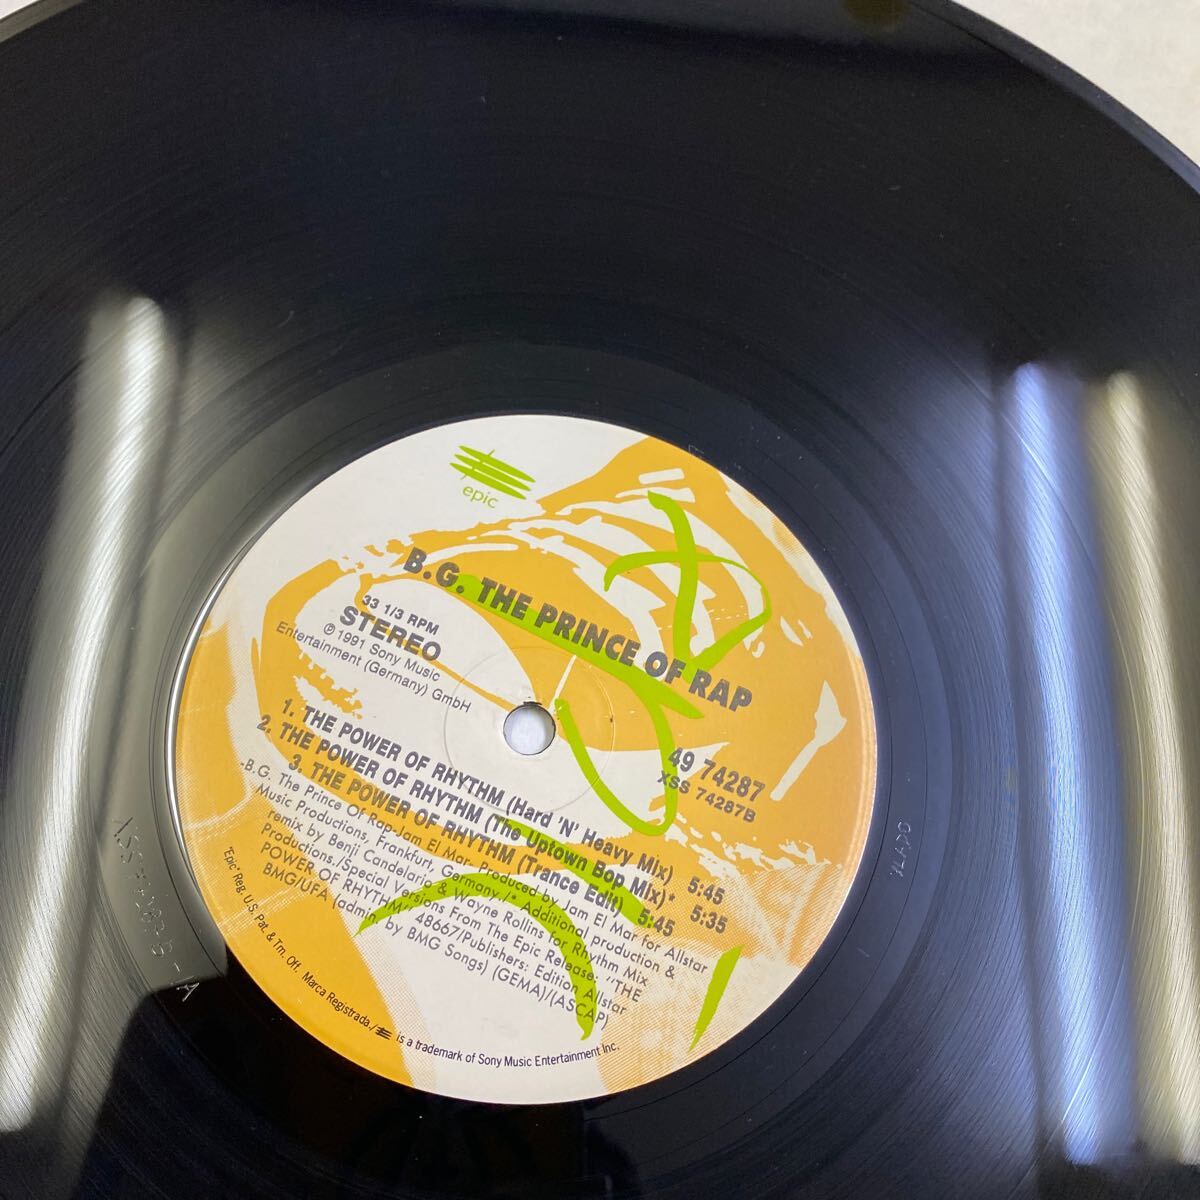 epic
B.G. THE PRINCE OF RAP
33 1/3 RPM
STEREO
℗ 1991 Sony Music
Entertainment (Germany) GmbH
49 74287
XSS 74287B
1. THE POWER OF RHYTHM (Hard 'N' Heavy Mix) 5:45
2. THE POWER OF RHYTHM (The Uptown Bop Mix)* 5:35
3. THE POWER OF RHYTHM (Trance Edit) 5:45
-B.G. The Prince Of Rap-Jam El Mar- Produced by Jam El Mar for Allstar
Music Productions, Frankfurt, Germany./* Additional production &
remix by Benji Candelario & Wayne Rollins for Rhythm Mix
Productions./Special Versions From The Epic Release: "THE
POWER OF RHYTHM" 48667/Publishers: Edition Allstar
BMG/UFA (admin. by BMG Songs) (GEMA)/(ASCAP)
"Epic" Reg. U.S. Pat. & Tm. Off. Marca Registrada./ is a trademark of Sony Music Entertainment Inc.